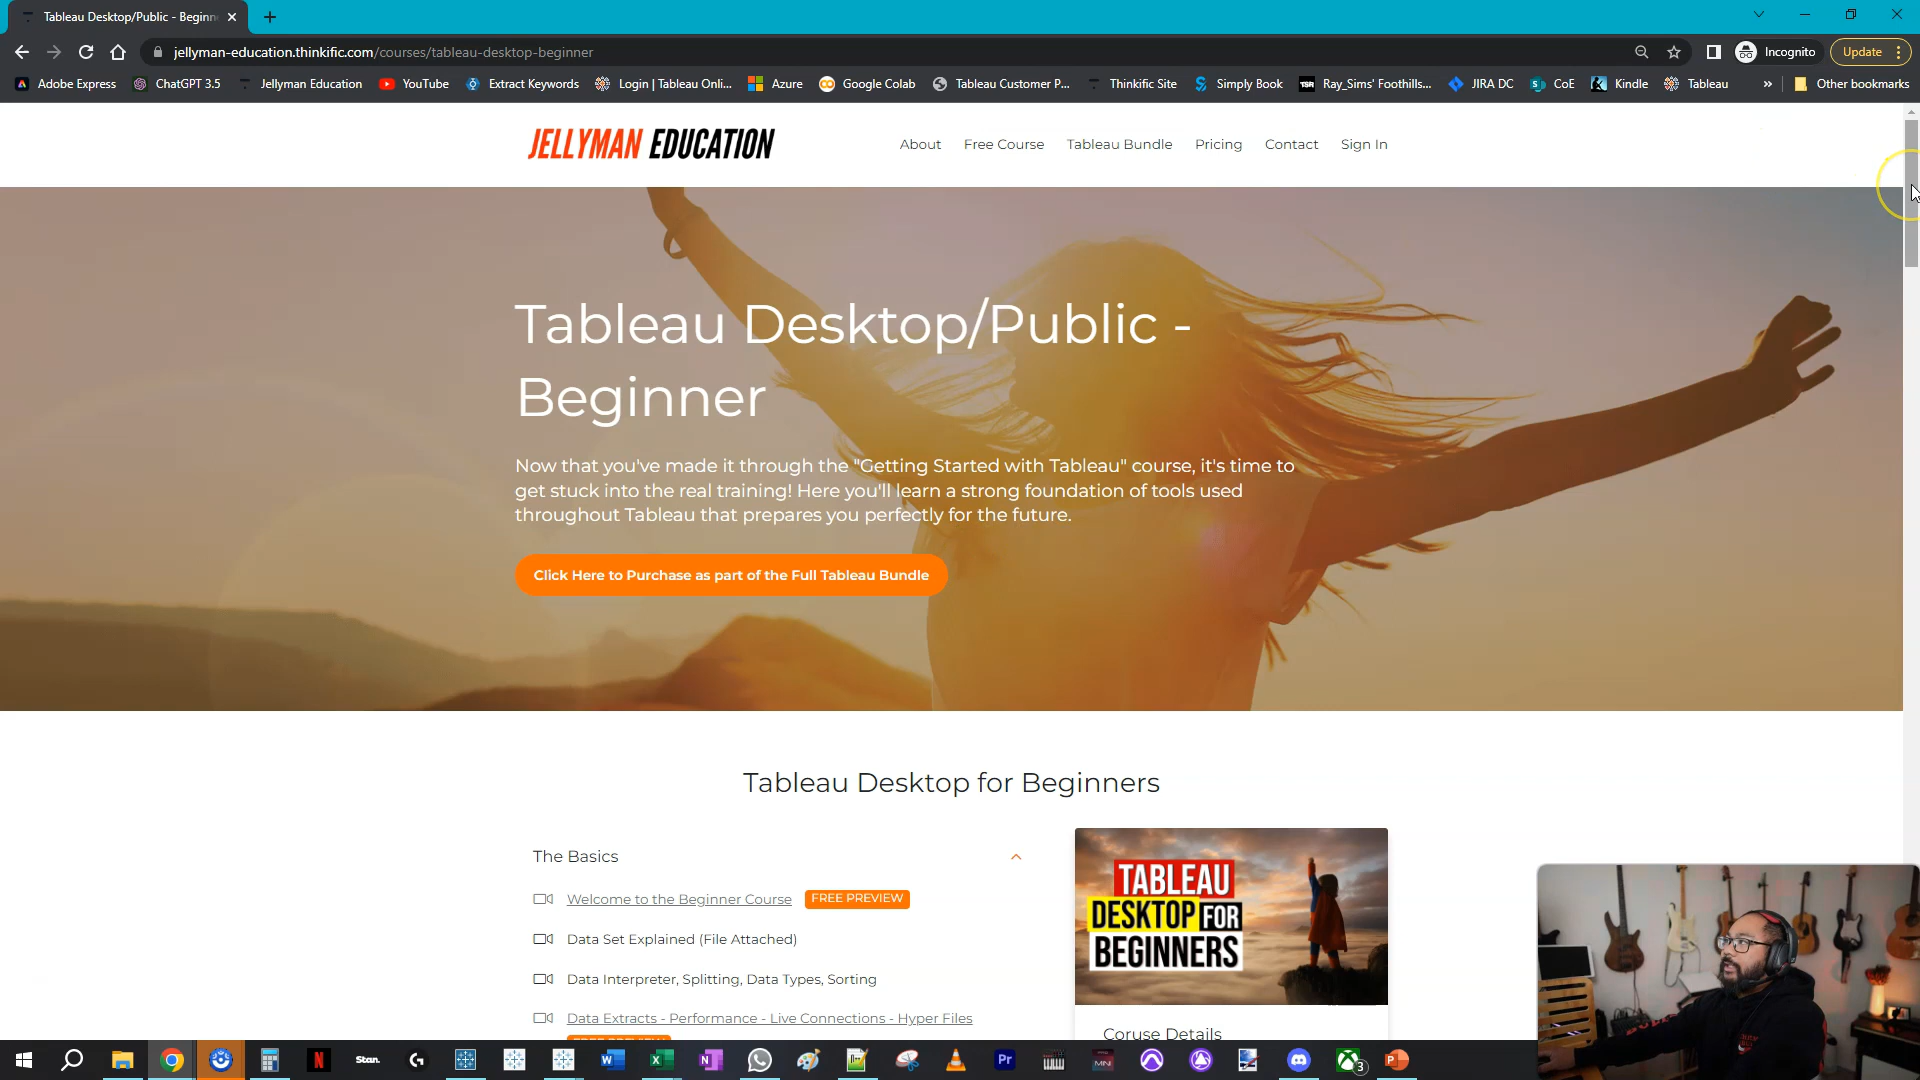 Tableau Desktop/Public - Beginn
jellyman-education.thinkific.com/courses/tableau-desktop-beginner
Incognito
Update
Adobe Express
ChatGPT 3.5
Jellyman Education
YouTube
Extract Keywords
Login | Tableau Onli...
Azure
Google Colab
Tableau Customer P...
Thinkific Site
Simply Book
Ray_Sims' Foothills...
JIRA DC
CoE
Kindle
Tableau
»
Other bookmarks
JELLYMAN EDUCATION
About
Free Course
Tableau Bundle
Pricing
Contact
Sign In
Tableau Desktop/Public -
Beginner
Now that you've made it through the "Getting Started with Tableau" course, it's time to
get stuck into the real training! Here you'll learn a strong foundation of tools used
throughout Tableau that prepares you perfectly for the future.
Click Here to Purchase as part of the Full Tableau Bundle
Tableau Desktop for Beginners
The Basics
Welcome to the Beginner Course
FREE PREVIEW
Data Set Explained (File Attached)
Data Interpreter, Splitting, Data Types, Sorting
Data Extracts - Performance - Live Connections - Hyper Files
TABLEAU
DESKTOP FOR
BEGINNERS
Coruse Details
Stan.
Pr
3